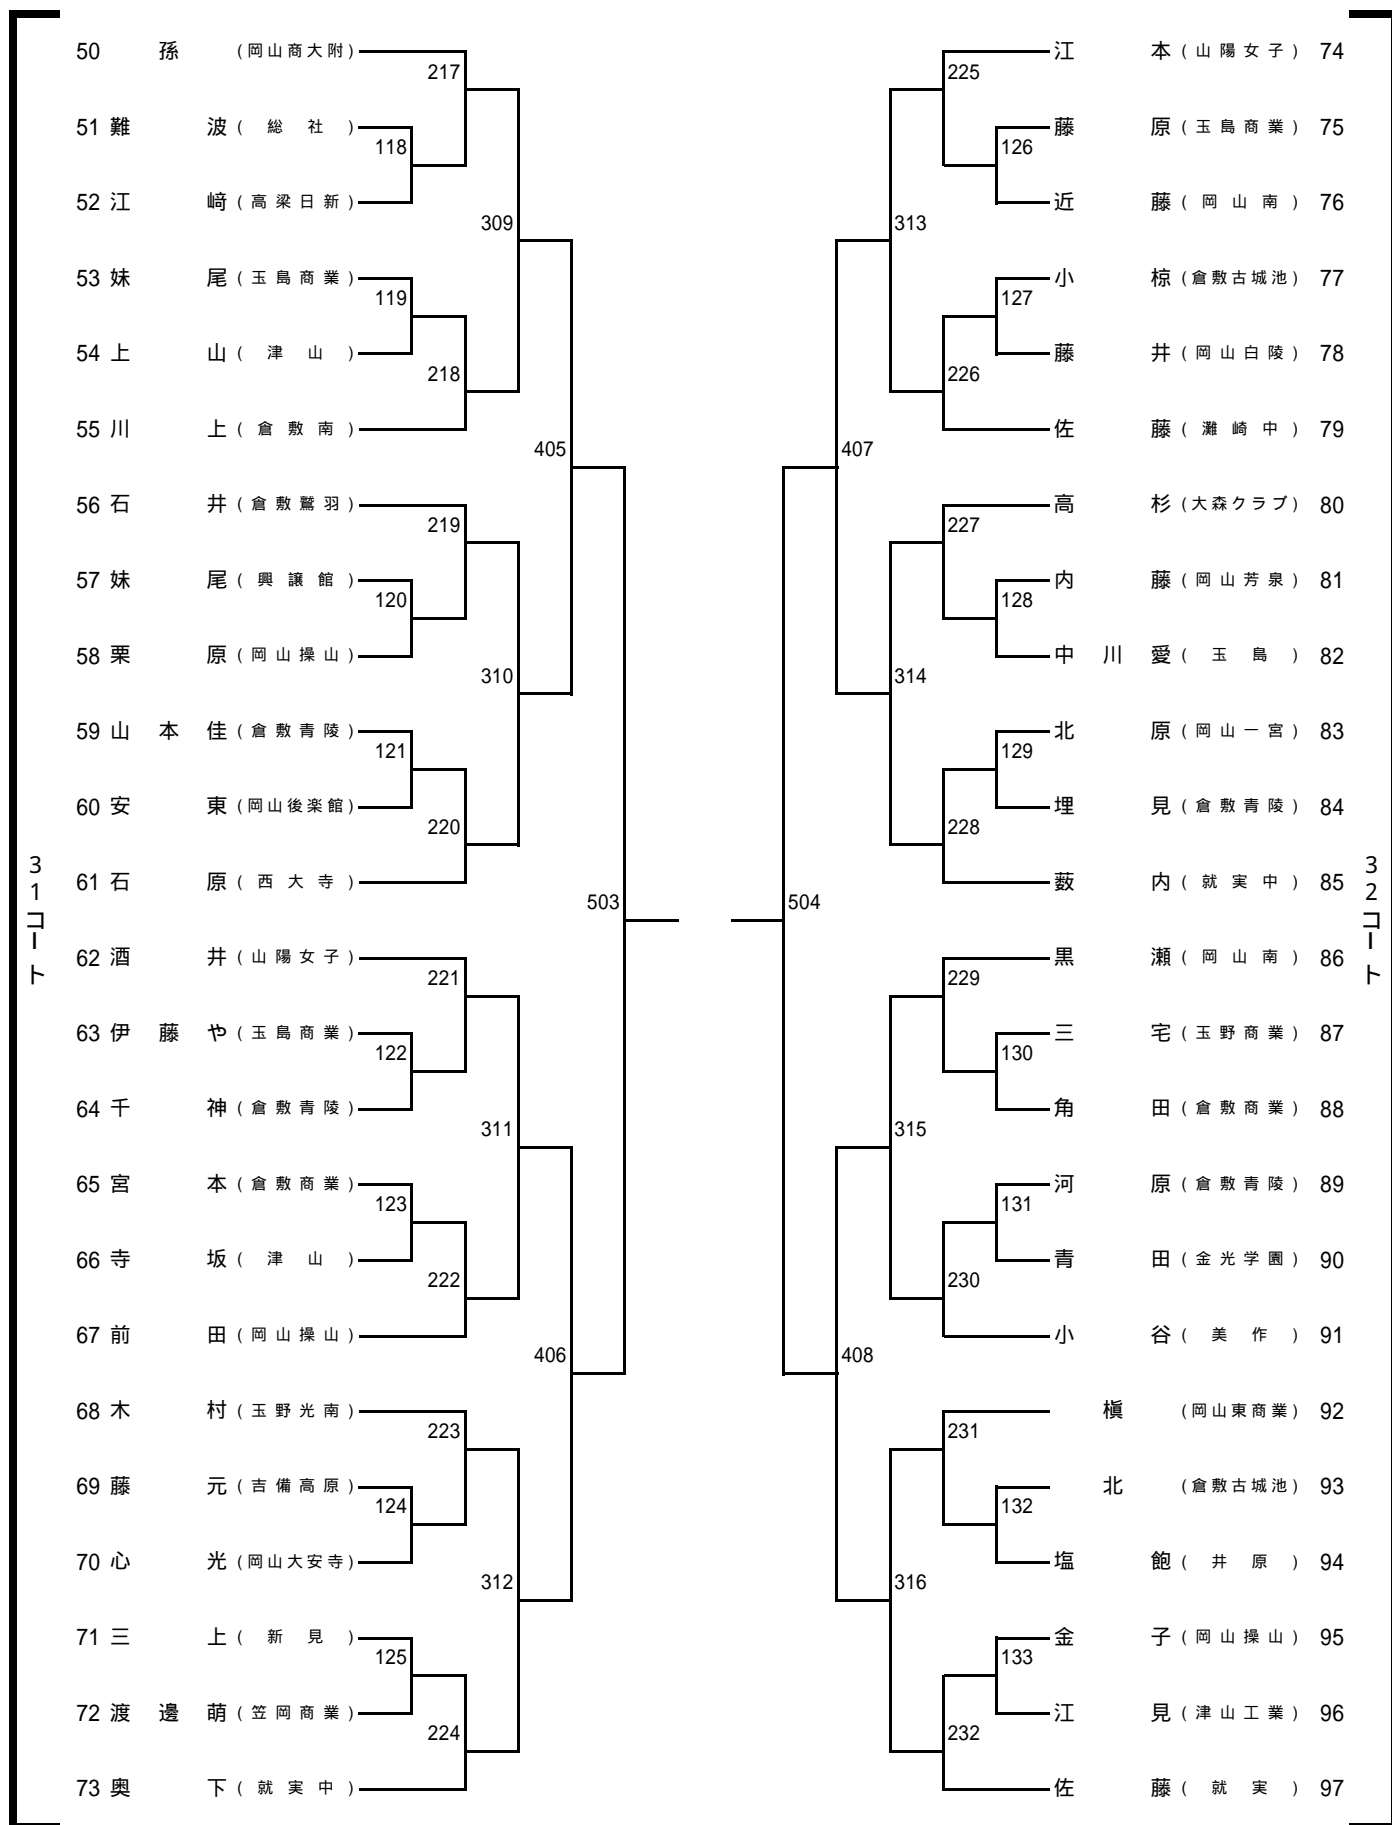 31コート
50 孫 (岡山商大附)
217
51 難波 (総社)
118
52 江﨑 (高梁日新)
309
53 妹尾 (玉島商業)
119
54 上山 (津山)
218
55 川上 (倉敷南)
405
56 石井 (倉敷鷲羽)
219
57 妹尾 (興譲館)
120
58 栗原 (岡山操山)
310
59 山本佳 (倉敷青陵)
121
60 安東 (岡山後楽館)
220
61 石原 (西大寺)
503
62 酒井 (山陽女子)
221
63 伊藤や (玉島商業)
122
64 千神 (倉敷青陵)
311
65 宮本 (倉敷商業)
123
66 寺坂 (津山)
222
67 前田 (岡山操山)
406
68 木村 (玉野光南)
223
69 藤元 (吉備高原)
124
70 心光 (岡山大安寺)
312
71 三上 (新見)
125
72 渡邊萌 (笠岡商業)
224
73 奥下 (就実中)
江本 (山陽女子) 74
225
藤原 (玉島商業) 75
126
近藤 (岡山南) 76
313
小椋 (倉敷古城池) 77
127
藤井 (岡山白陵) 78
226
佐藤 (灘崎中) 79
407
高杉 (大森クラブ) 80
227
内藤 (岡山芳泉) 81
128
中川愛 (玉島) 82
314
北原 (岡山一宮) 83
129
埋見 (倉敷青陵) 84
228
薮内 (就実中) 85
504
黒瀬 (岡山南) 86
229
三宅 (玉野商業) 87
130
角田 (倉敷商業) 88
315
河原 (倉敷青陵) 89
131
青田 (金光学園) 90
230
小谷 (美作) 91
408
槇 (岡山東商業) 92
231
北 (倉敷古城池) 93
132
塩飽 (井原) 94
316
金子 (岡山操山) 95
133
江見 (津山工業) 96
232
佐藤 (就実) 97
32コート